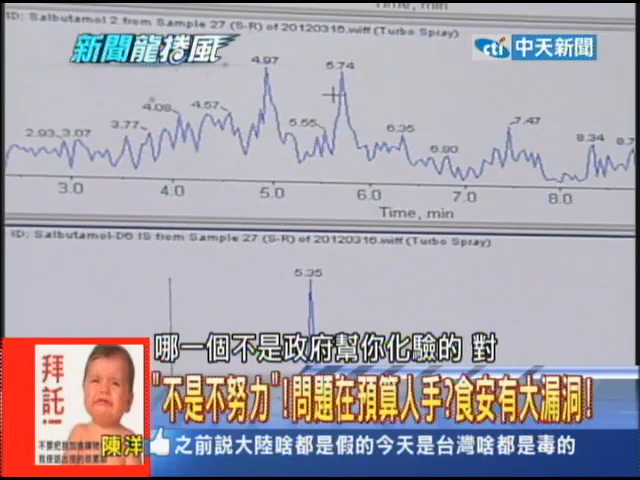 Time, min
ID: Salbutamol 2 from Sample 27 (S-R) of 20120316.wiff (Turbo Spray)
新聞龍捲風
cti 中天新聞
4.97
5.74
4.08
4.57
2.93
3.07
3.77
5.55
6.35
6.80
7.47
8.34
3.0 4.0 5.0 6.0 7.0 8.0
Time, min
ID: Salbutamol-D6 IS from Sample 27 (S-R) of 20120316.wiff (Turbo Spray)
5.35
哪一個不是政府幫你化驗的 對
拜託
"不是不努力"!問題在預算人手?食安有大漏洞!
陳洋
之前說大陸啥都是假的今天是台灣啥都是毒的